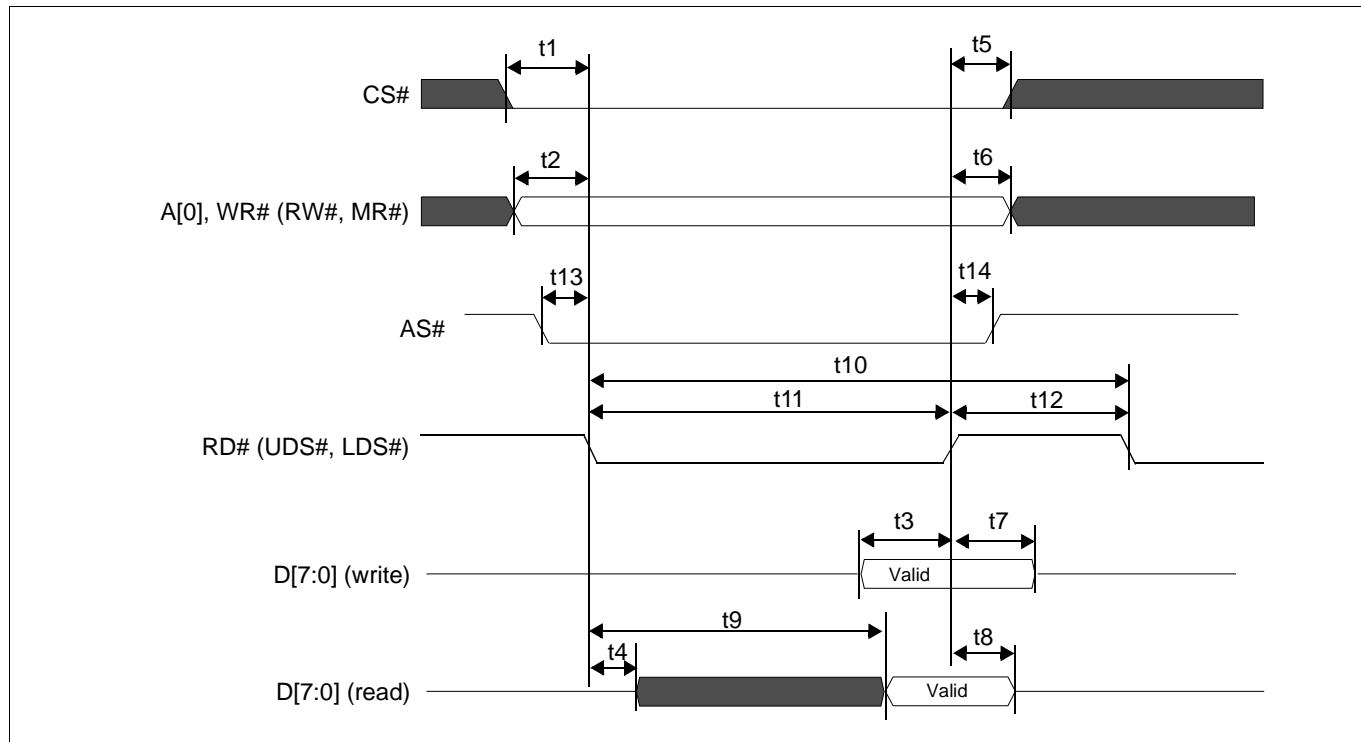 t1
t5
CS#
t2
t6
A[0], WR# (RW#, MR#)
t13
t14
AS#
t10
t11
t12
RD# (UDS#, LDS#)
t3
t7
D[7:0] (write)
Valid
t9
t4
t8
D[7:0] (read)
Valid